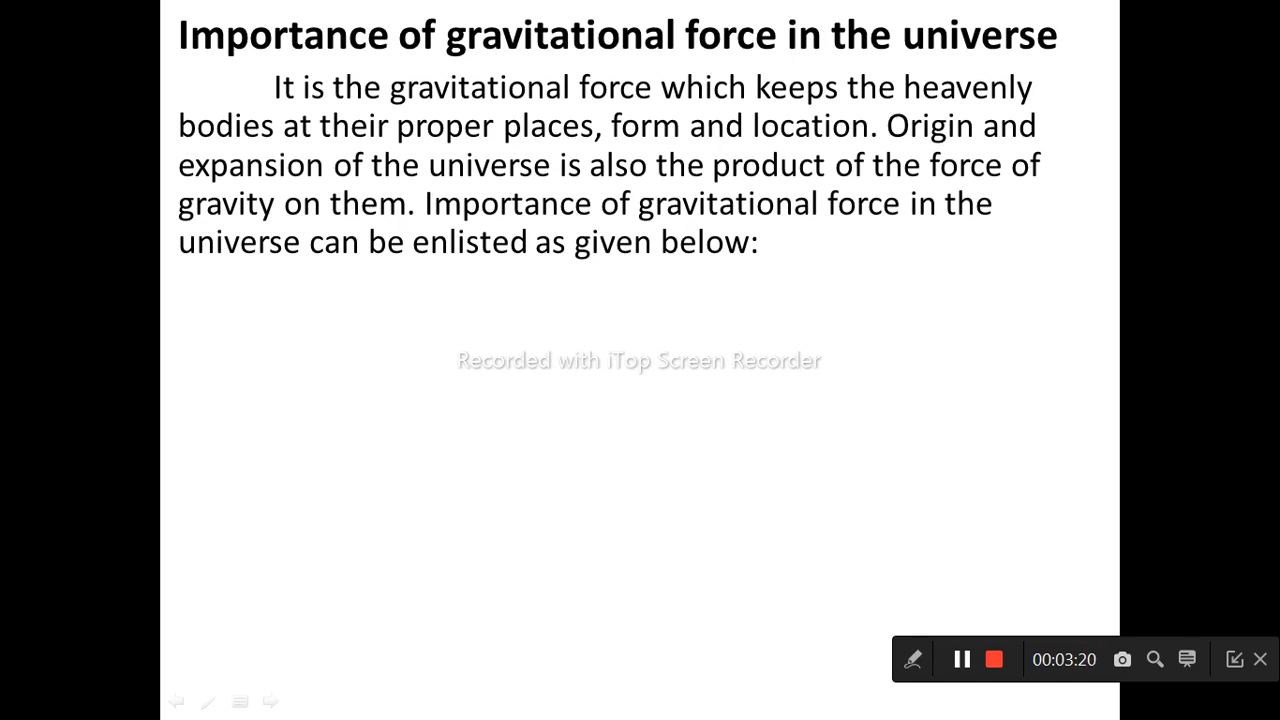 Importance of gravitational force in the universe
It is the gravitational force which keeps the heavenly
bodies at their proper places, form and location. Origin and
expansion of the universe is also the product of the force of
gravity on them. Importance of gravitational force in the
universe can be enlisted as given below:
Recorded with iTop Screen Recorder
00:03:20